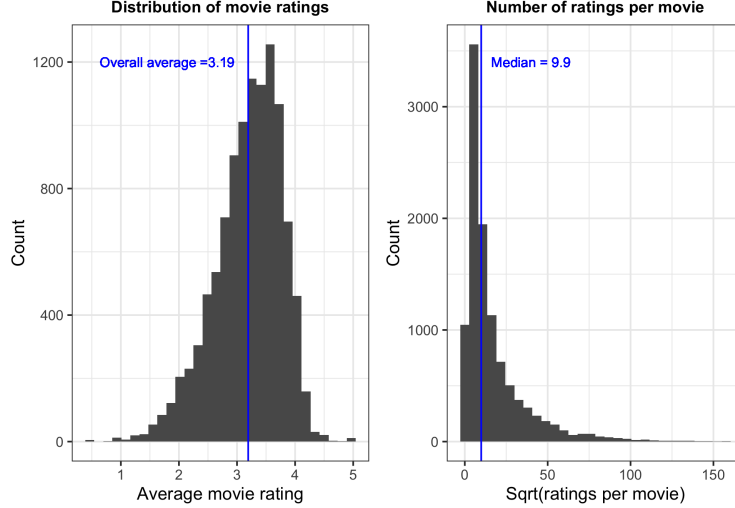 Distribution of movie ratings
Overall average =3.19
1200
800
400
0
Count
1
2
3
4
5
Average movie rating
Number of ratings per movie
Median = 9.9
3000
2000
1000
0
Count
0
50
100
150
Sqrt(ratings per movie)